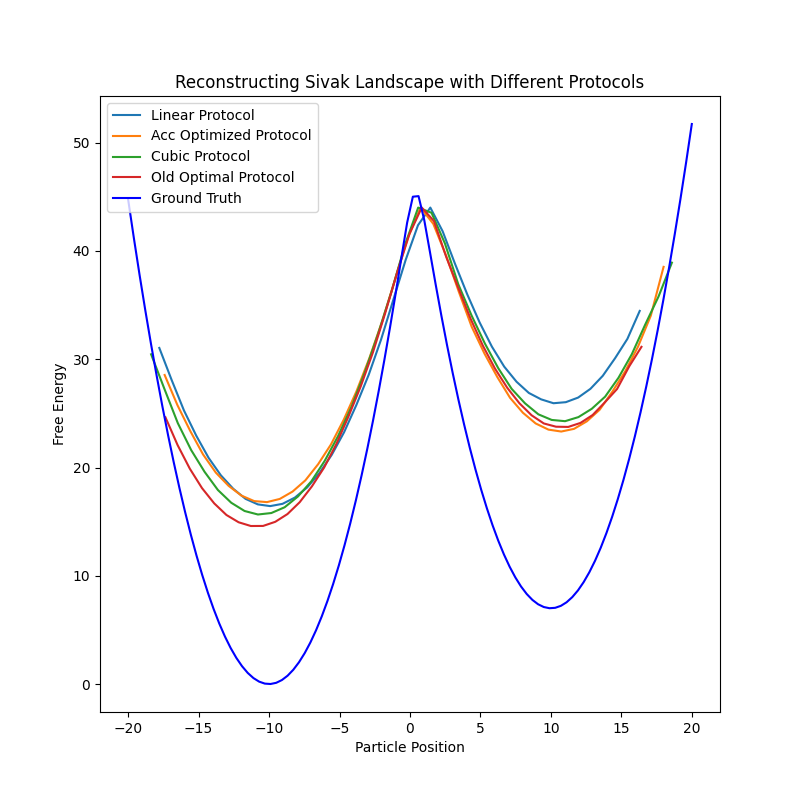 Reconstructing Sivak Landscape with Different Protocols
Linear Protocol
Acc Optimized Protocol
Cubic Protocol
Old Optimal Protocol
Ground Truth
50
40
30
20
10
0
Free Energy
−20 −15 −10 −5 0 5 10 15 20
Particle Position